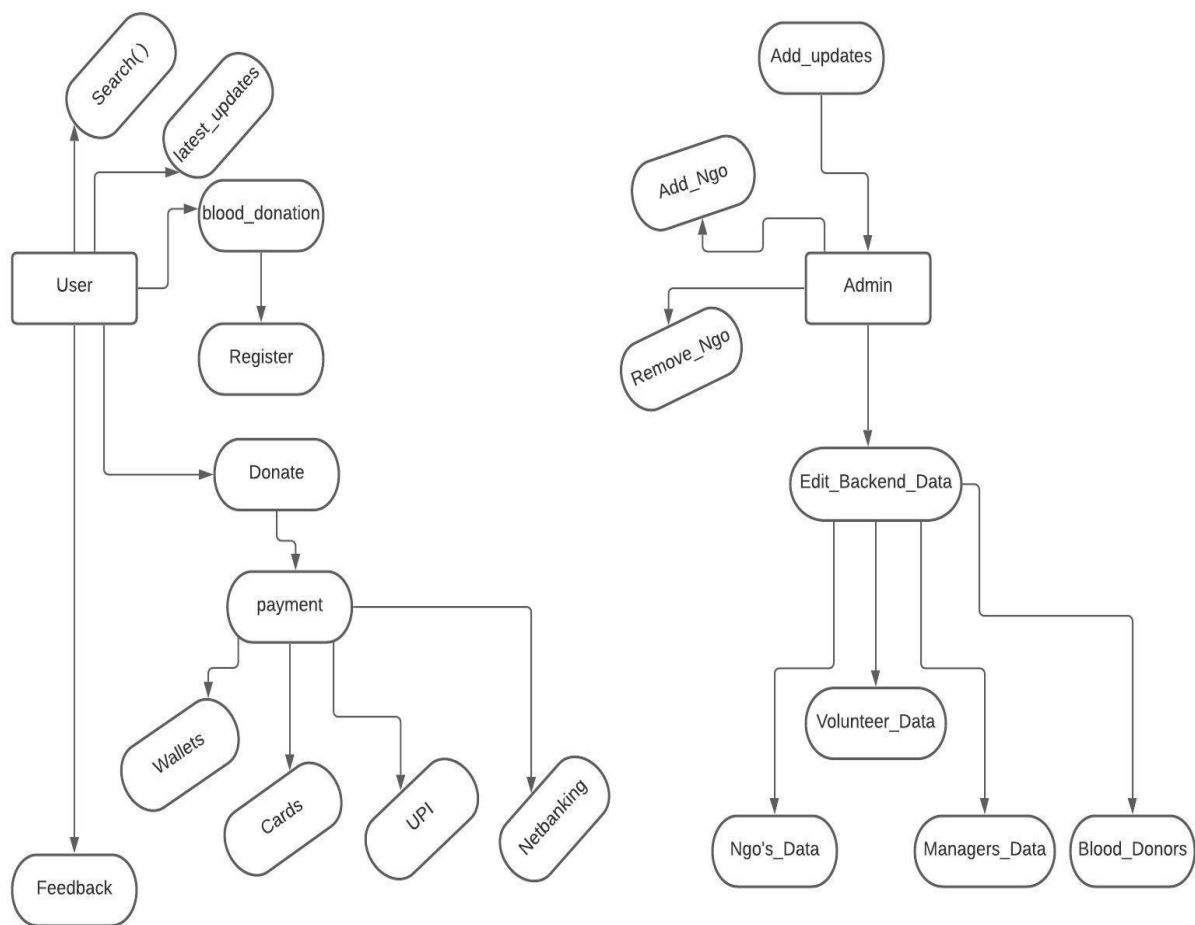 Search( )
latest_updates
blood_donation
User
Register
Donate
payment
Wallets
Cards
UPI
Netbanking
Feedback
Add_updates
Add_Ngo
Admin
Remove_Ngo
Edit_Backend_Data
Volunteer_Data
Ngo's_Data
Managers_Data
Blood_Donors